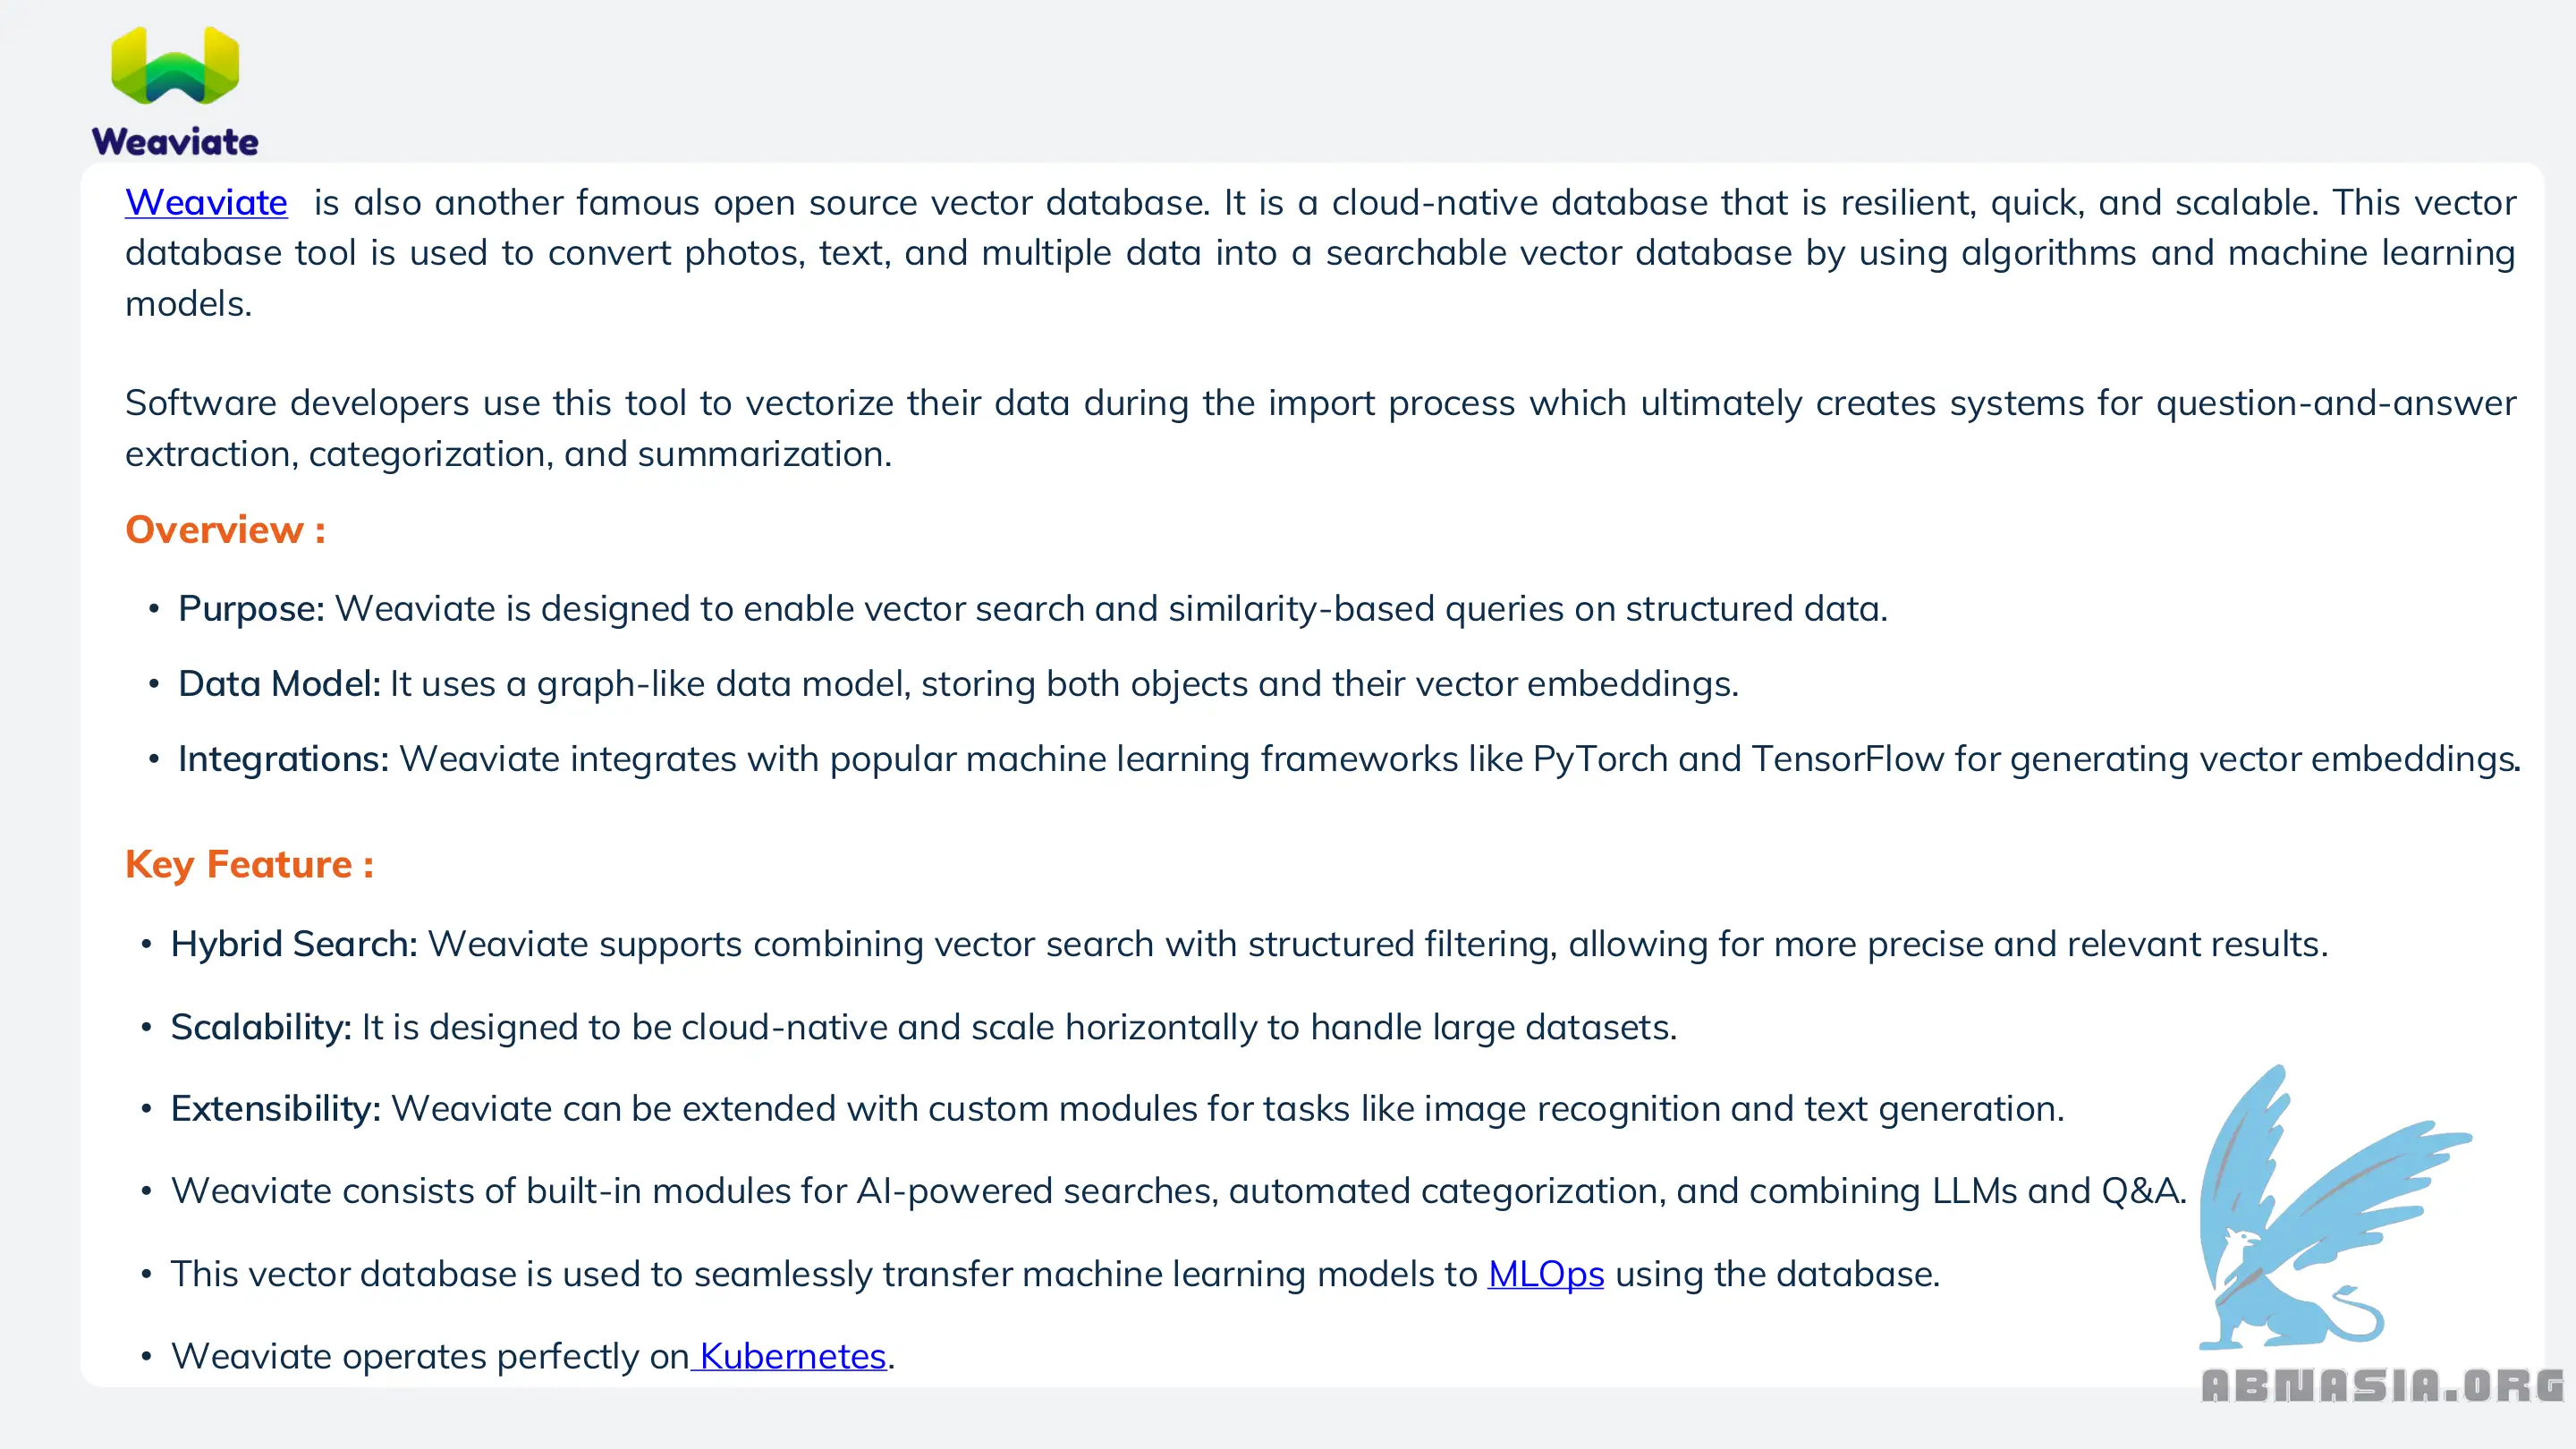 Weaviate
Weaviate is also another famous open source vector database. It is a cloud-native database that is resilient, quick, and scalable. This vector
database tool is used to convert photos, text, and multiple data into a searchable vector database by using algorithms and machine learning
models.
Software developers use this tool to vectorize their data during the import process which ultimately creates systems for question-and-answer
extraction, categorization, and summarization.
Overview :
• Purpose: Weaviate is designed to enable vector search and similarity-based queries on structured data.
• Data Model: It uses a graph-like data model, storing both objects and their vector embeddings.
• Integrations: Weaviate integrates with popular machine learning frameworks like PyTorch and TensorFlow for generating vector embeddings.
Key Feature :
• Hybrid Search: Weaviate supports combining vector search with structured filtering, allowing for more precise and relevant results.
• Scalability: It is designed to be cloud-native and scale horizontally to handle large datasets.
• Extensibility: Weaviate can be extended with custom modules for tasks like image recognition and text generation.
• Weaviate consists of built-in modules for AI-powered searches, automated categorization, and combining LLMs and Q&A.
• This vector database is used to seamlessly transfer machine learning models to MLOps using the database.
• Weaviate operates perfectly on Kubernetes.
ABNASIA.ORG